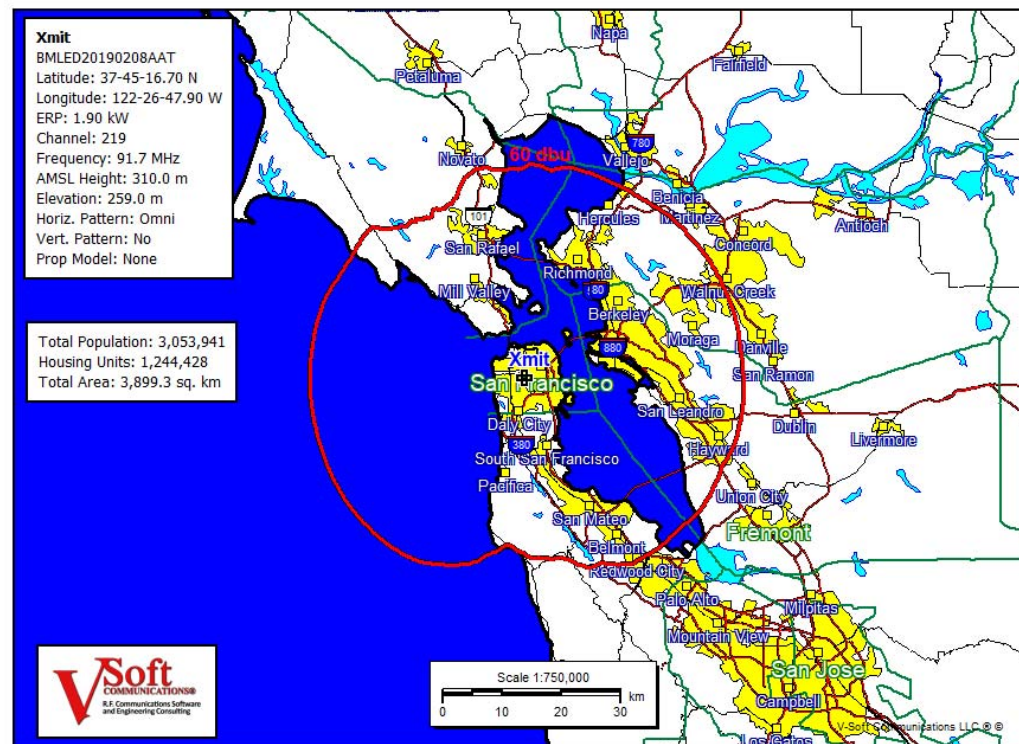 Xmit
BMLED20190208AAT
Latitude: 37-45-16.70 N
Longitude: 122-26-47.90 W
ERP: 1.90 kW
Channel: 219
Frequency: 91.7 MHz
AMSL Height: 310.0 m
Elevation: 259.0 m
Horiz. Pattern: Omni
Vert. Pattern: No
Prop Model: None
Total Population: 3,053,941
Housing Units: 1,244,428
Total Area: 3,899.3 sq. km
Napa
Petaluma
Fairfield
Novato
60 dbu
780
Vallejo
Benicia
Martinez
Hercules
101
Antioch
San Rafael
Concord
Richmond
Mill Valley
Walnut Creek
Berkeley
Moraga
880
Danville
Xmit
San Ramon
San Francisco
San Leandro
Daly City
Dublin
Livermore
380
Hayward
South San Francisco
Pacifica
Union City
San Mateo
Fremont
Belmont
Redwood City
Palo Alto
Milpitas
Mountain View
San Jose
Campbell
Los Gatos
VSoft
COMMUNICATIONS®
R.F. Communications Software
and Engineering Consulting
Scale 1:750,000
0 10 20 30 km
V-Soft Communications LLC ® ©